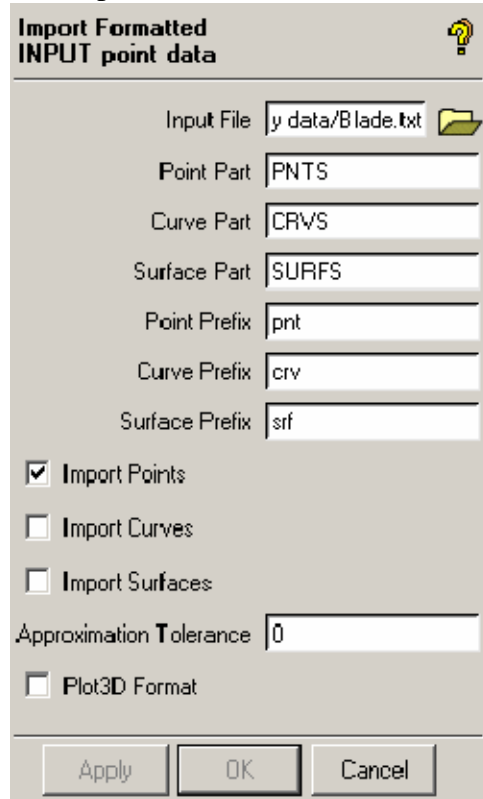 Import Formatted
INPUT point data
Input File y data/Blade.txt
Point Part PNTS
Curve Part CRVS
Surface Part SURFS
Point Prefix pnt
Curve Prefix crv
Surface Prefix srf
Import Points
Import Curves
Import Surfaces
Approximation Tolerance 0
Plot3D Format
Apply OK Cancel